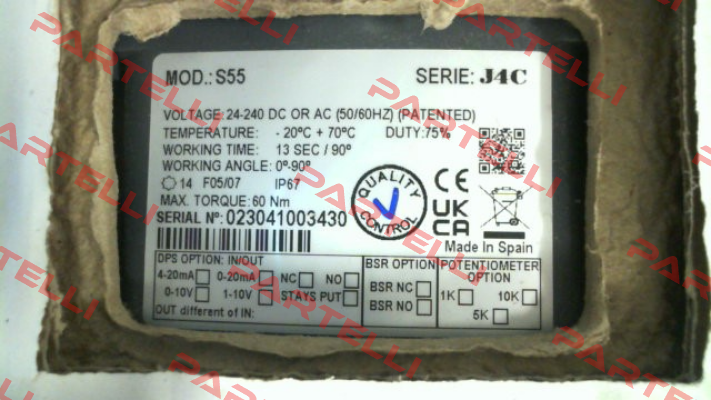 MOD.: S55 SERIE: J4C
VOLTAGE: 24-240 DC OR AC (50/60HZ) (PATENTED)
TEMPERATURE: - 20ºC + 70ºC DUTY: 75%
WORKING TIME: 13 SEC / 90º
WORKING ANGLE: 0º-90º
14 F05/07 IP67
MAX. TORQUE: 60 Nm
SERIAL Nº: 023041003430
QUALITY CONTROL
CE
UK
CA
Made In Spain
DPS OPTION: IN/OUT
4-20mA 0-20mA NC NO
0-10V 1-10V STAYS PUT
OUT different of IN:
BSR OPTION
BSR NC
BSR NO
POTENTIOMETER
OPTION
1K 10K
5K
PARTELLI
PARTELLI
PARTELLI
PARTELLI
PARTELLI
PARTELLI